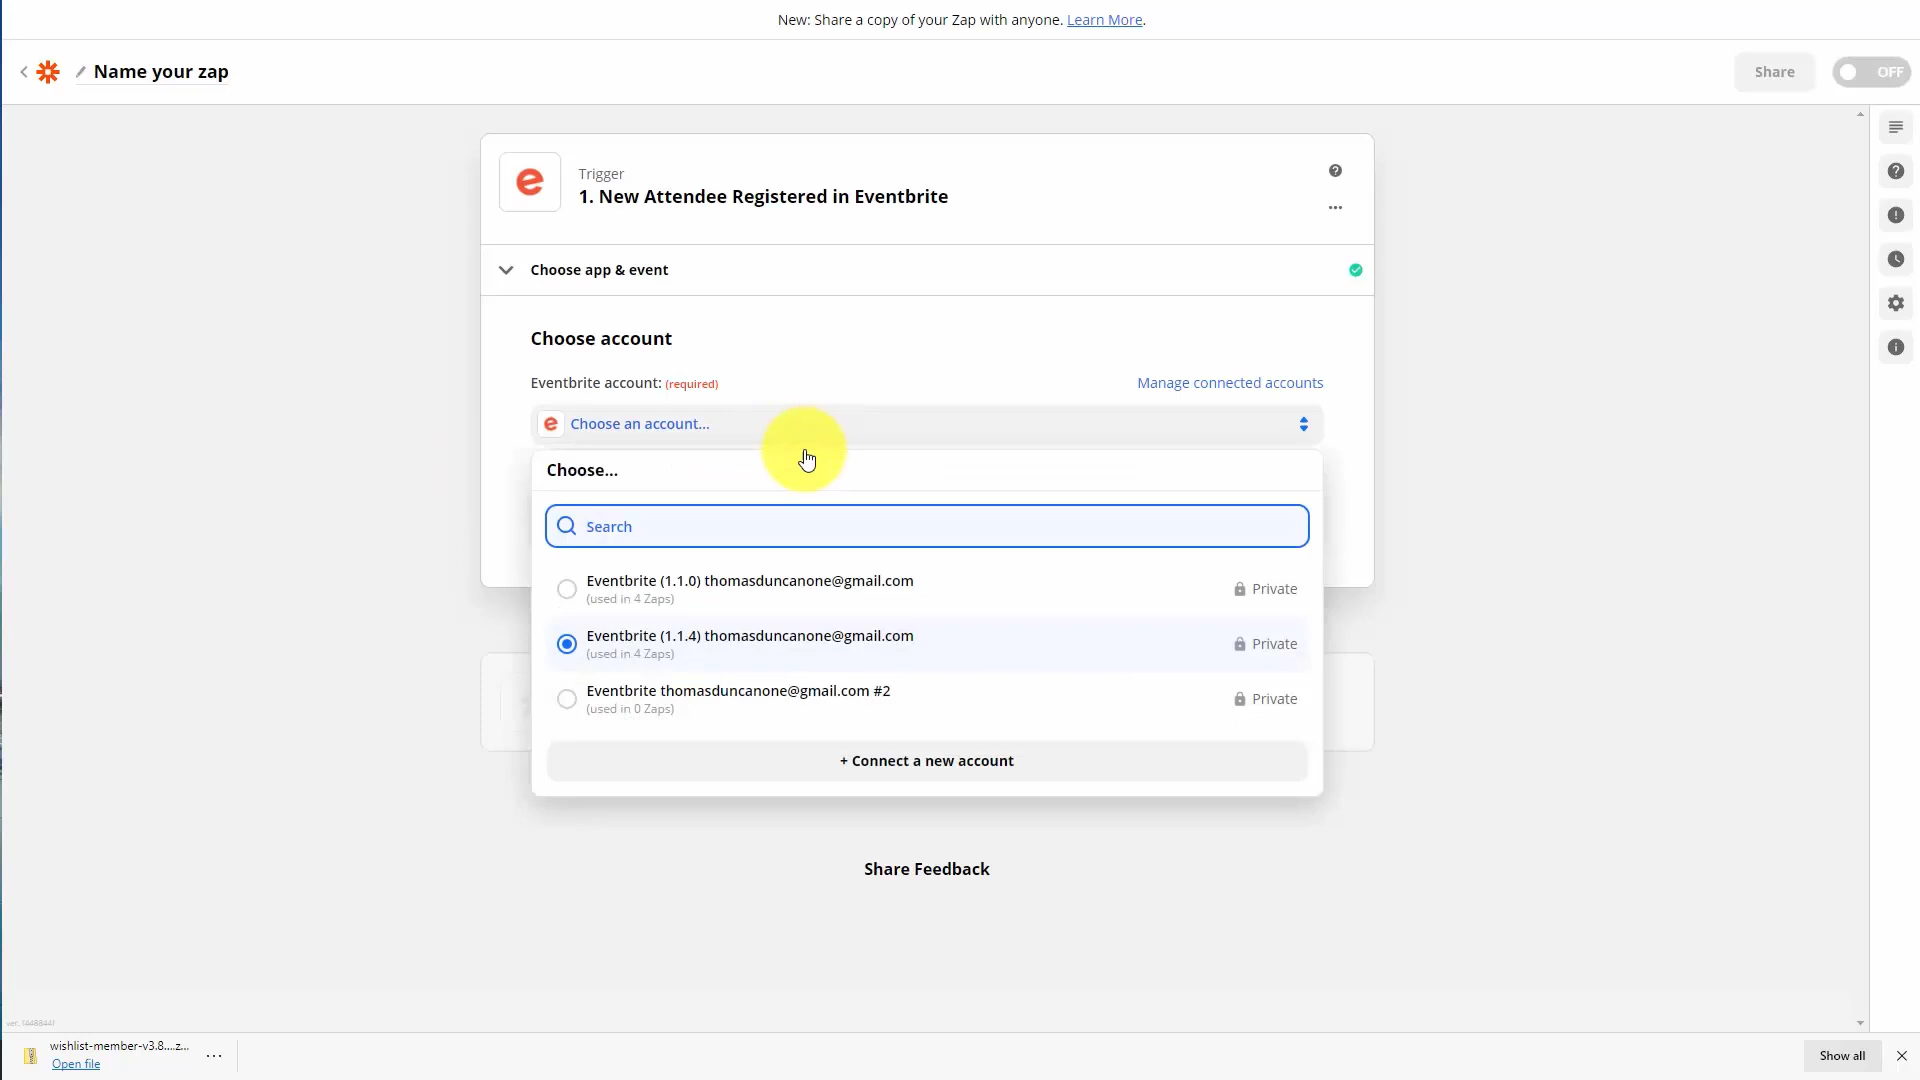 New: Share a copy of your Zap with anyone. Learn More.
Name your zap
Share
OFF
Trigger
1. New Attendee Registered in Eventbrite
Choose app & event
Choose account
Eventbrite account: (required)
Manage connected accounts
Choose an account...
Choose...
Search
Eventbrite (1.1.0) thomasduncanone@gmail.com
(used in 4 Zaps)
Private
Eventbrite (1.1.4) thomasduncanone@gmail.com
(used in 4 Zaps)
Private
Eventbrite thomasduncanone@gmail.com #2
(used in 0 Zaps)
Private
+ Connect a new account
Share Feedback
wishlist-member-v3.8....z...
Open file
Show all